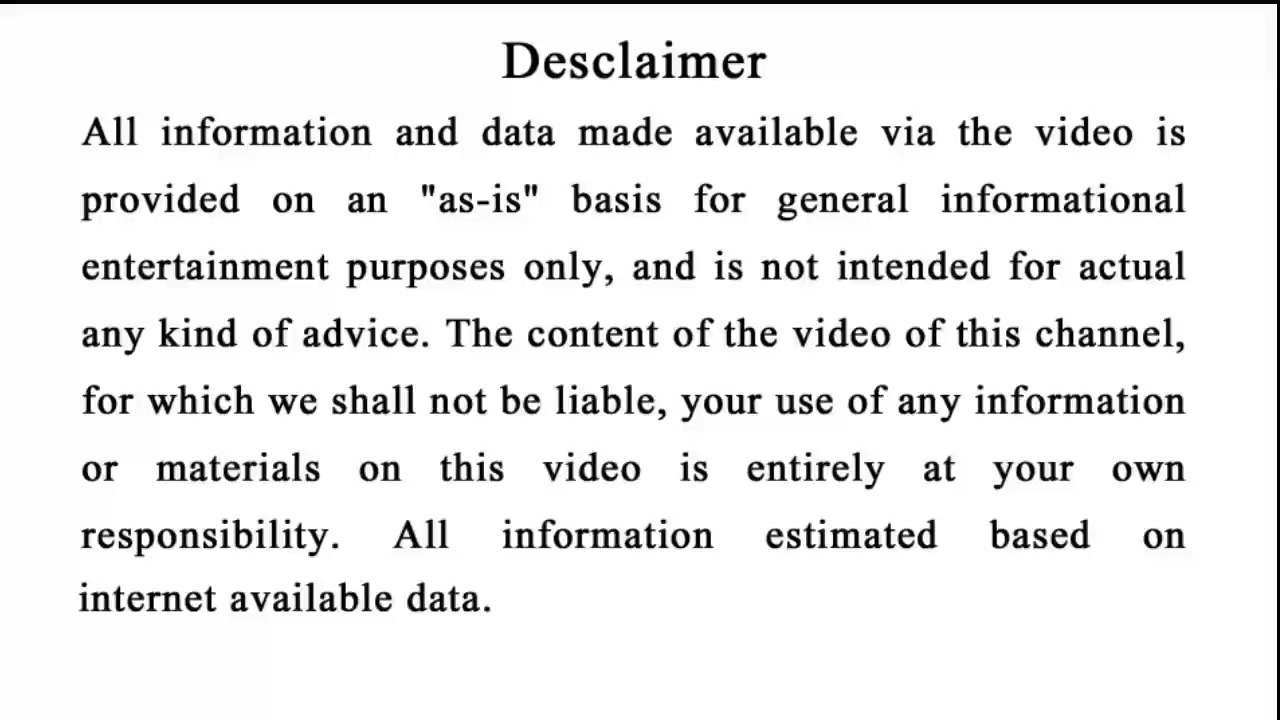 Desclaimer
All information and data made available via the video is
provided on an "as-is" basis for general informational
entertainment purposes only, and is not intended for actual
any kind of advice. The content of the video of this channel,
for which we shall not be liable, your use of any information
or materials on this video is entirely at your own
responsibility. All information estimated based on
internet available data.